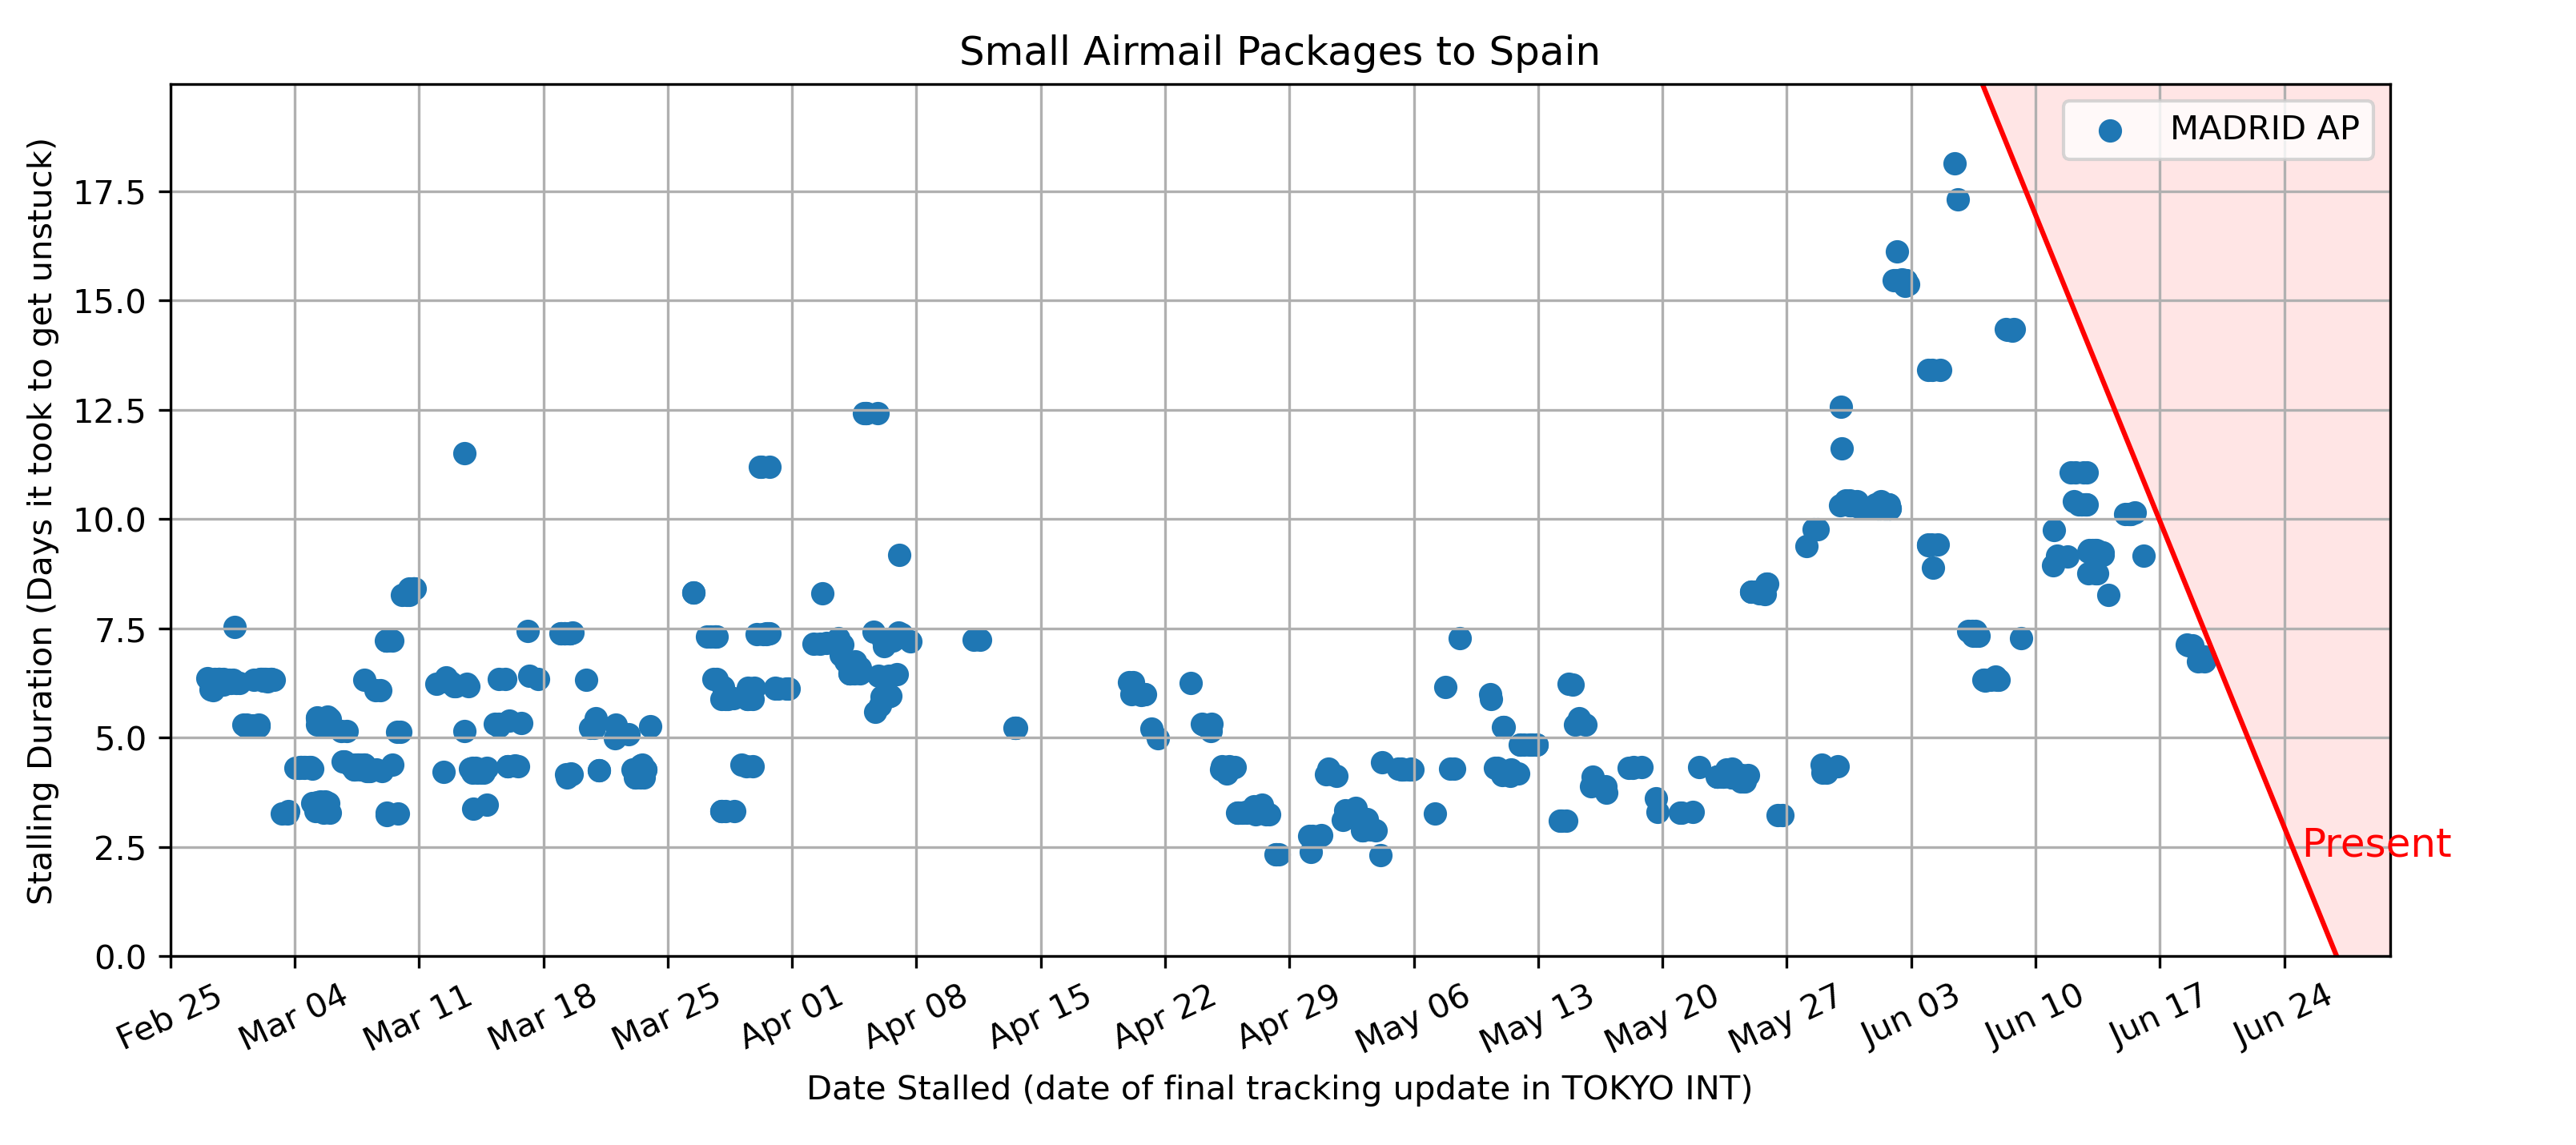 Small Airmail Packages to Spain
MADRID AP
Stalling Duration (Days it took to get unstuck)
17.5
15.0
12.5
10.0
7.5
5.0
2.5
0.0
Present
Feb 25
Mar 04
Mar 11
Mar 18
Mar 25
Apr 01
Apr 08
Apr 15
Apr 22
Apr 29
May 06
May 13
May 20
May 27
Jun 03
Jun 10
Jun 17
Jun 24
Date Stalled (date of final tracking update in TOKYO INT)